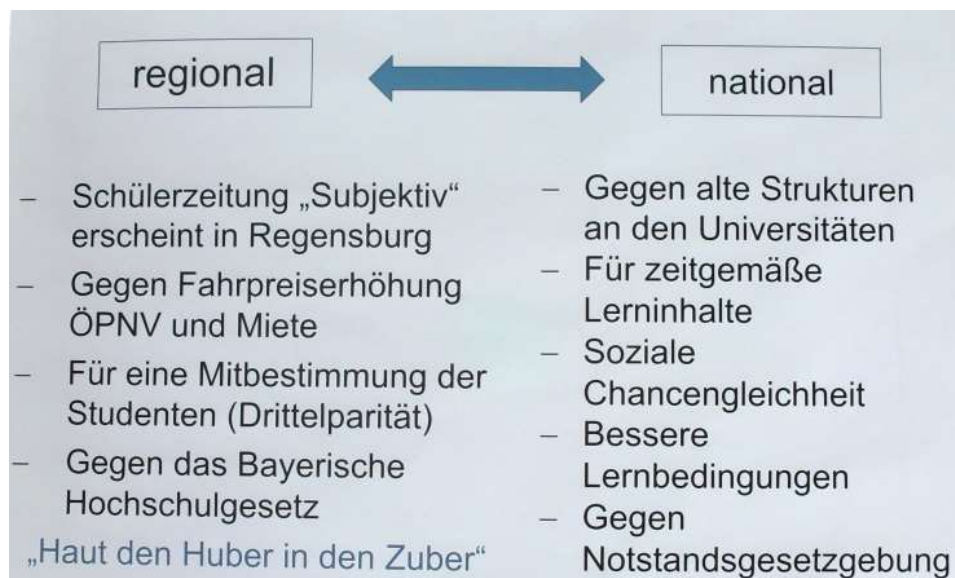 regional
national
– Schülerzeitung „Subjektiv“
erscheint in Regensburg
– Gegen Fahrpreiserhöhung
ÖPNV und Miete
– Für eine Mitbestimmung der
Studenten (Drittelparität)
– Gegen das Bayerische
Hochschulgesetz
„Haut den Huber in den Zuber“
– Gegen alte Strukturen
an den Universitäten
– Für zeitgemäße
Lerninhalte
– Soziale
Chancengleichheit
– Bessere
Lernbedingungen
– Gegen
Notstandsgesetzgebung